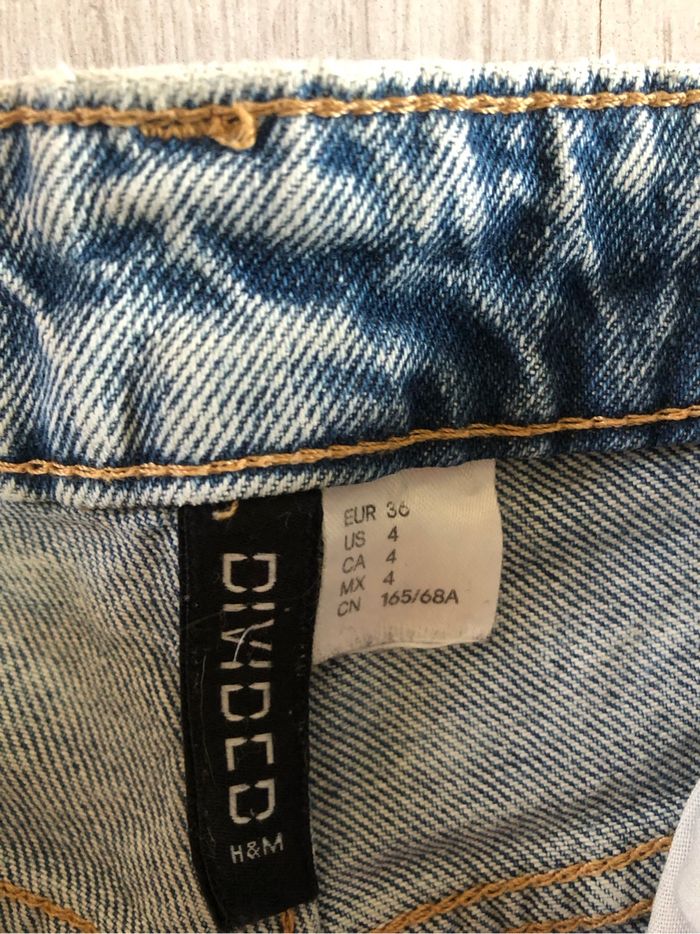 EUR 36
US 4
CA 4
MX 4
CN 165/68A
DIVIDED
H&M